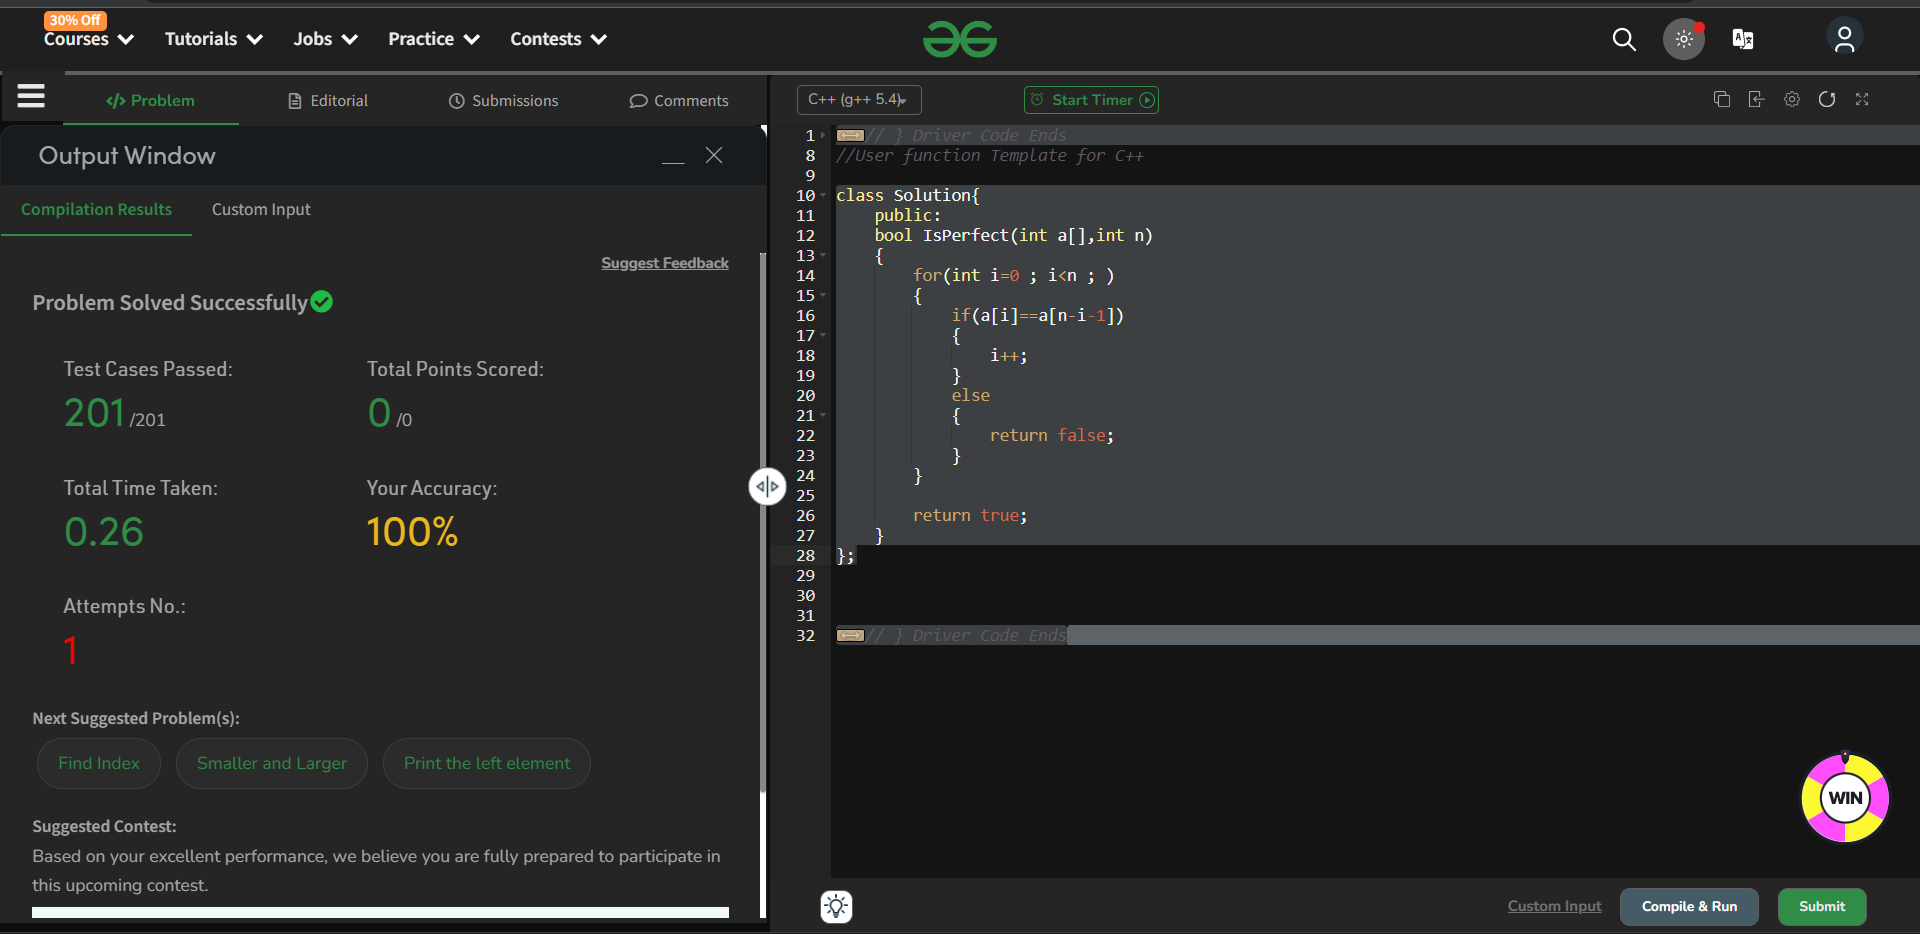 30% Off
Courses
Tutorials
Jobs
Practice
Contests
Problem
Editorial
Submissions
Comments
Output Window
Compilation Results
Custom Input
Suggest Feedback
Problem Solved Successfully
Test Cases Passed:
Total Points Scored:
201 /201
0 /0
Total Time Taken:
Your Accuracy:
0.26
100%
Attempts No.:
1
Next Suggested Problem(s):
Find Index
Smaller and Larger
Print the left element
Suggested Contest:
Based on your excellent performance, we believe you are fully prepared to participate in
this upcoming contest.
C++ (g++ 5.4)
Start Timer
1 // } Driver Code Ends
8 //User function Template for C++
9
10 class Solution{
11 public:
12 bool IsPerfect(int a[],int n)
13 {
14 for(int i=0 ; i<n ; )
15 {
16 if(a[i]==a[n-i-1])
17 {
18 i++;
19 }
20 else
21 {
22 return false;
23 }
24 }
25
26 return true;
27 }
28 };
29
30
31
32 // } Driver Code Ends
WIN
Custom Input
Compile & Run
Submit